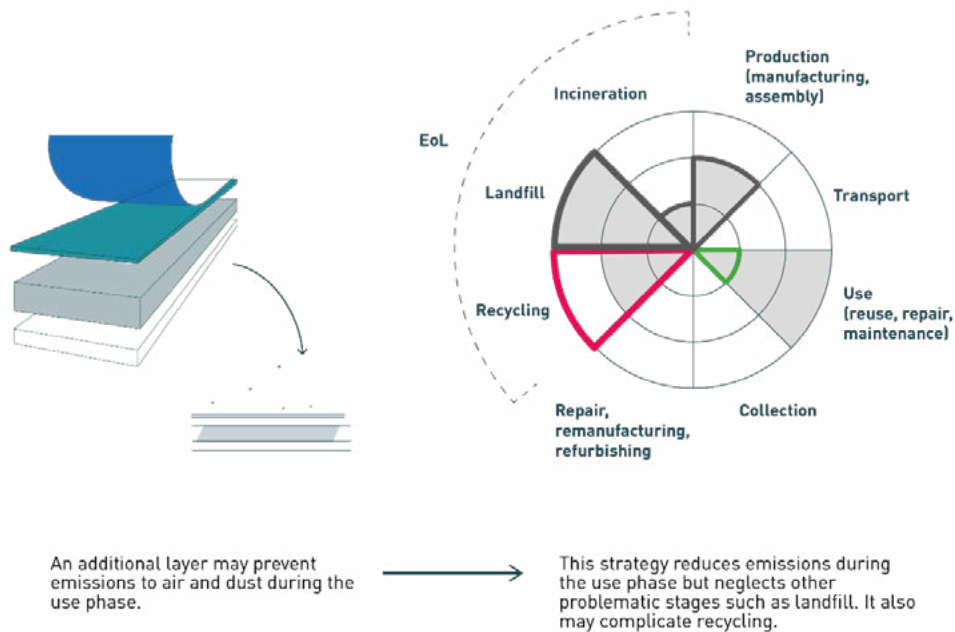 Production
(manufacturing,
assembly)
Incineration
EoL
Landfill
Transport
Recycling
Use
(reuse, repair,
maintenance)
Repair,
remanufacturing,
refurbishing
Collection
An additional layer may prevent
emissions to air and dust during the
use phase.
This strategy reduces emissions during
the use phase but neglects other
problematic stages such as landfill. It also
may complicate recycling.